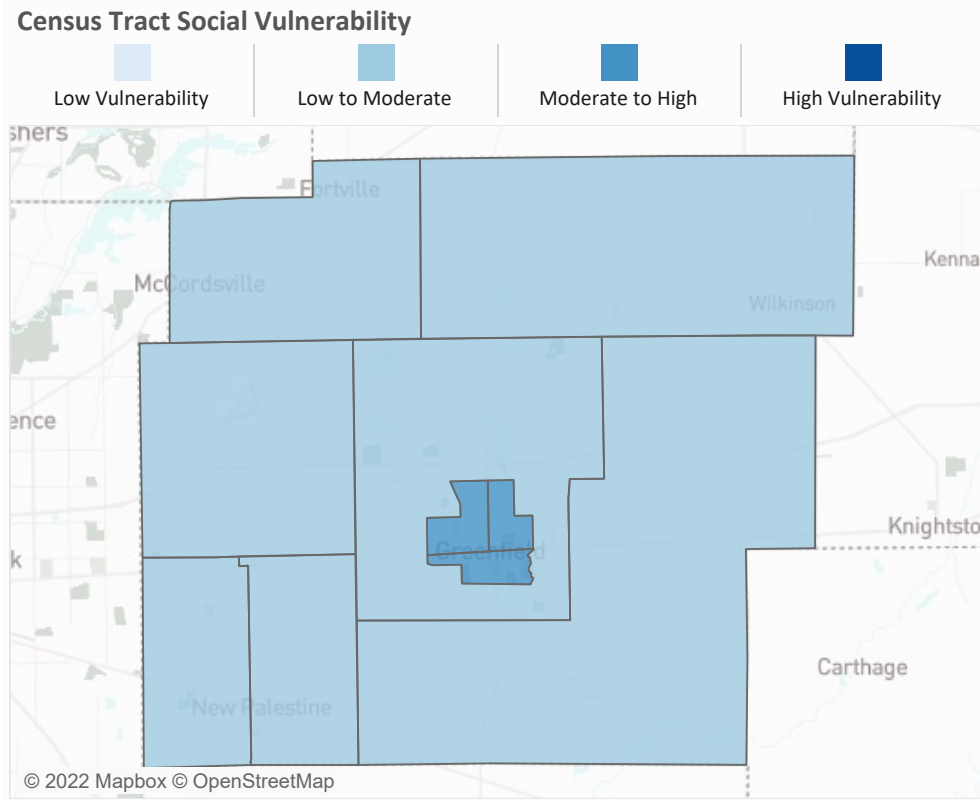 Census Tract Social Vulnerability
Low Vulnerability
Low to Moderate
Moderate to High
High Vulnerability
shers
Fortville
McCordsville
Kenna
Wilkinson
ence
Knightsto
Greenfield
k
Carthage
New Palestine
© 2022 Mapbox © OpenStreetMap